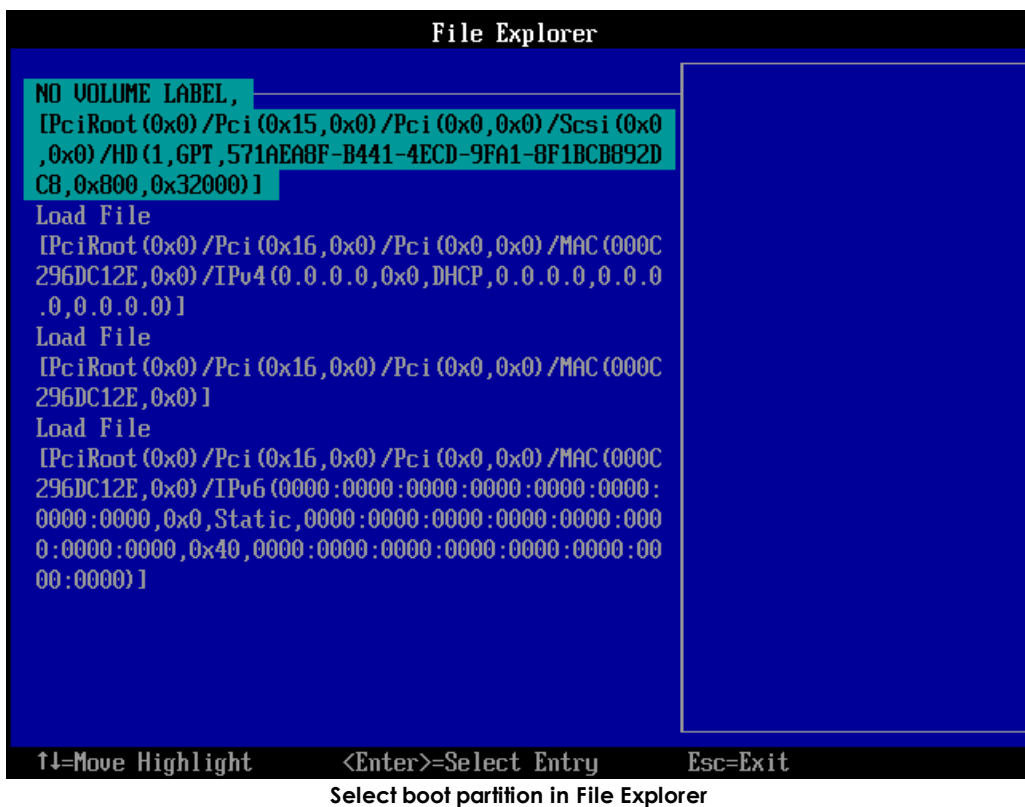 File Explorer
NO VOLUME LABEL,
[PciRoot(0x0)/Pci(0x15,0x0)/Pci(0x0,0x0)/Scsi(0x0
,0x0)/HD(1,GPT,571AEA8F-B441-4ECD-9FA1-8F1BCB892D
C8,0x800,0x32000)]
Load File
[PciRoot(0x0)/Pci(0x16,0x0)/Pci(0x0,0x0)/MAC(000C
296DC12E,0x0)/IPv4(0.0.0.0,0x0,DHCP,0.0.0.0,0.0.0
.0,0.0.0.0)]
Load File
[PciRoot(0x0)/Pci(0x16,0x0)/Pci(0x0,0x0)/MAC(000C
296DC12E,0x0)]
Load File
[PciRoot(0x0)/Pci(0x16,0x0)/Pci(0x0,0x0)/MAC(000C
296DC12E,0x0)/IPv6(0000:0000:0000:0000:0000:0000:
0000:0000,0x0,Static,0000:0000:0000:0000:0000:000
0:0000:0000,0x40,0000:0000:0000:0000:0000:0000:00
00:0000)]
↑↓=Move Highlight <Enter>=Select Entry Esc=Exit
Select boot partition in File Explorer